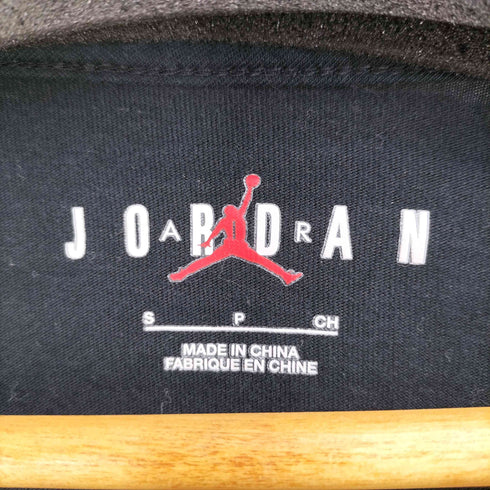 JORDAN
AIR
S P CH
MADE IN CHINA
FABRIQUE EN CHINE